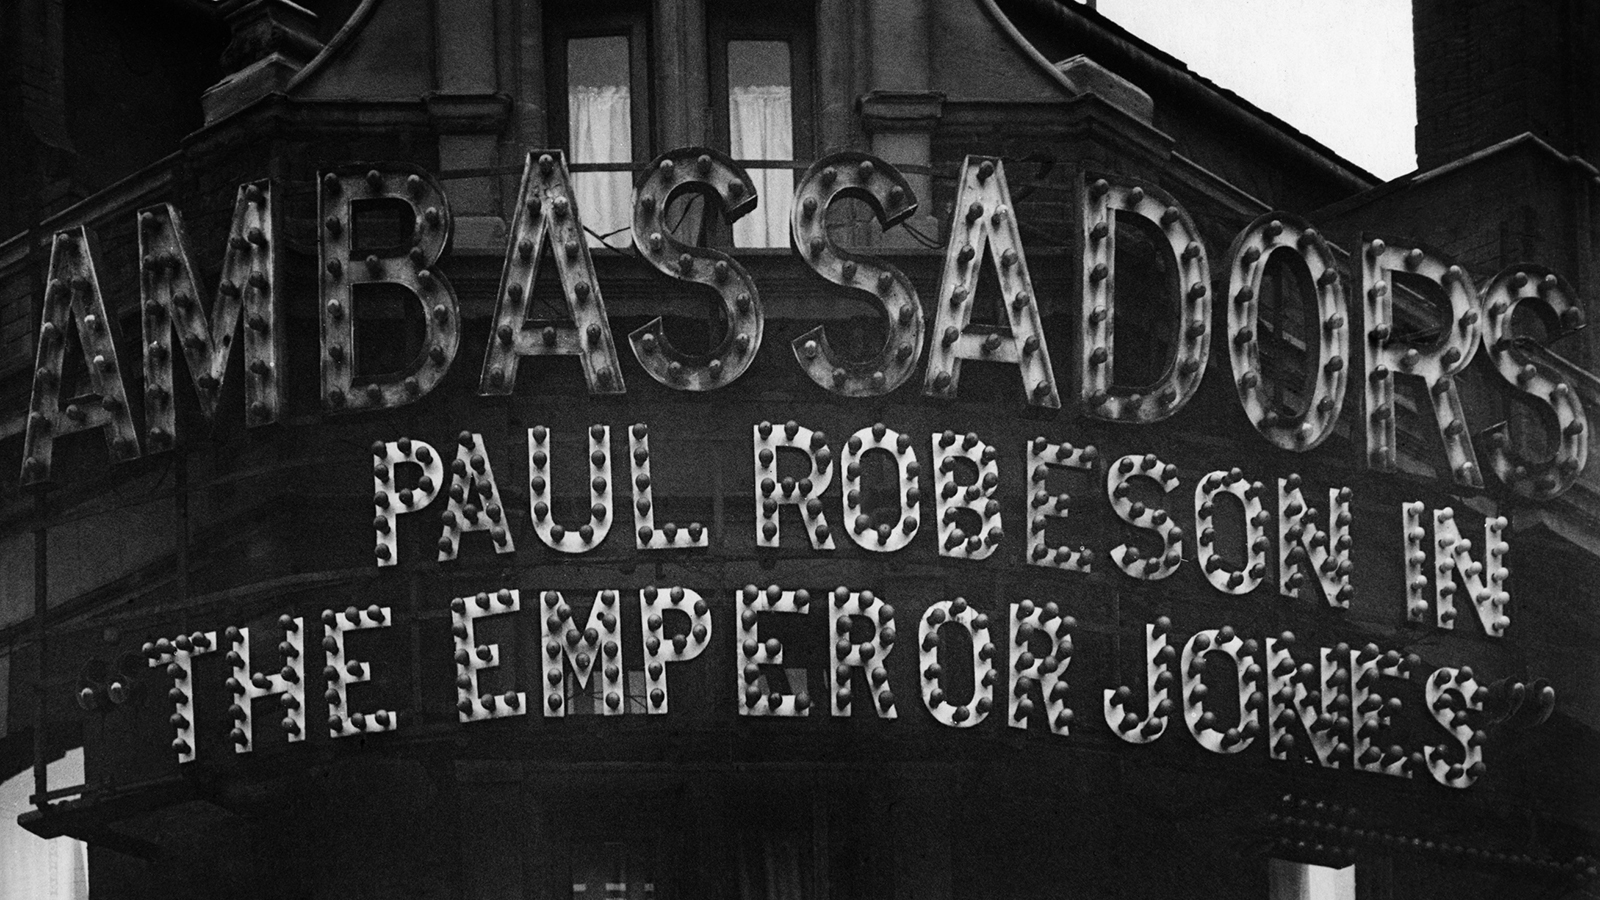 AMBASSADORS
PAUL ROBESON IN
"THE EMPEROR JONES"